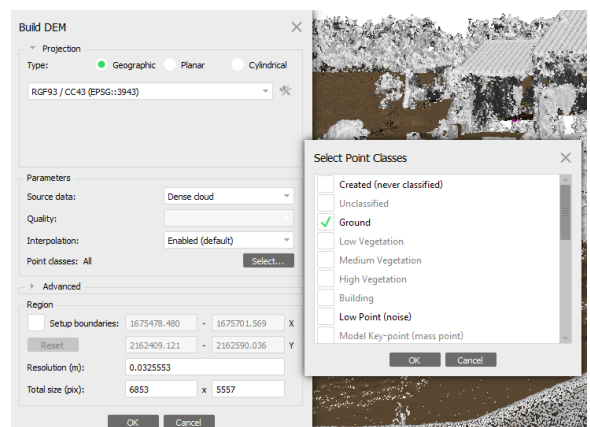 Build DEM
Projection
Type: Geographic Planar Cylindrical
RGF93 / CC43 (EPSG::3943)
Parameters
Source data: Dense cloud
Quality:
Interpolation: Enabled (default)
Point classes: All Select...
Advanced
Region
Setup boundaries: 1675478.480 - 1675701.569 X
Reset 2162409.121 - 2162590.036 Y
Resolution (m): 0.0325553
Total size (pix): 6853 x 5557
OK Cancel
Select Point Classes
Created (never classified)
Unclassified
Ground
Low Vegetation
Medium Vegetation
High Vegetation
Building
Low Point (noise)
Model Key-point (mass point)
OK Cancel